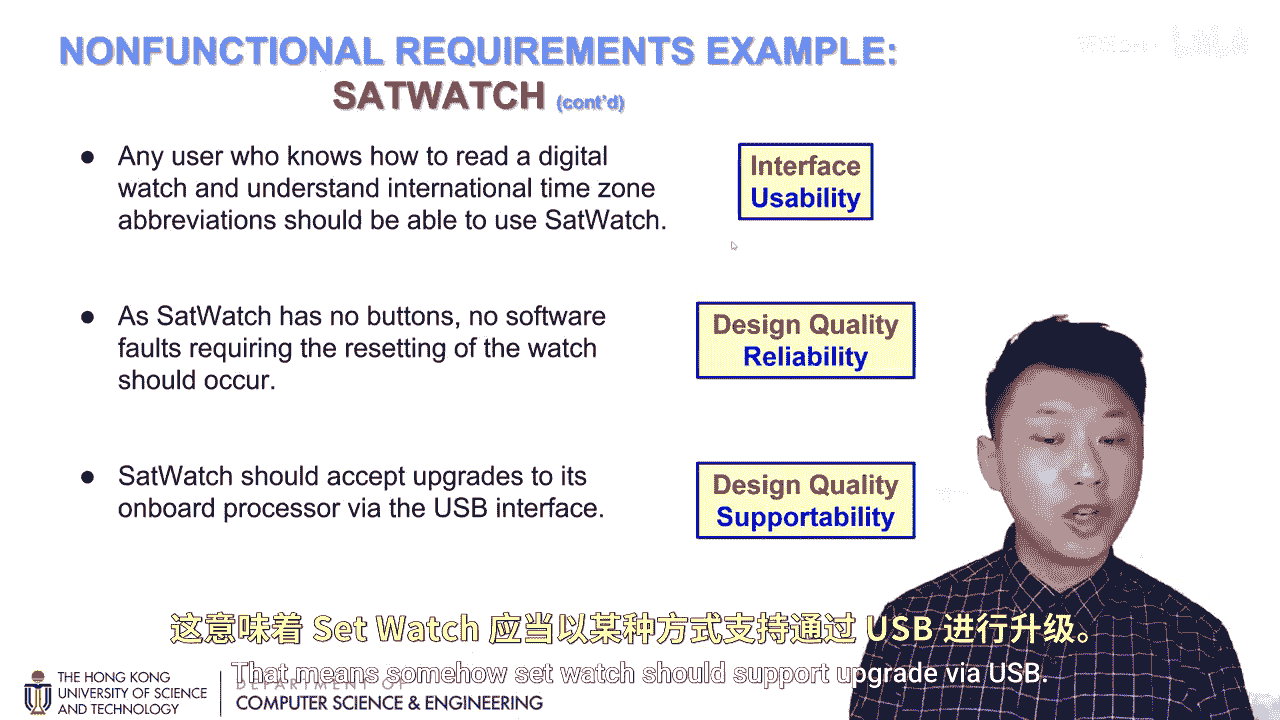 NONFUNCTIONAL REQUIREMENTS EXAMPLE:
SATWATCH (cont'd)
● Any user who knows how to read a digital
watch and understand international time zone
abbreviations should be able to use SatWatch.
Interface
Usability
● As SatWatch has no buttons, no software
faults requiring the resetting of the watch
should occur.
Design Quality
Reliability
● SatWatch should accept upgrades to its
onboard processor via the USB interface.
Design Quality
Supportability
这意味着 Set Watch 应当以某种方式支持通过 USB 进行升级。
That means somehow set watch should support upgrade via USB.
THE HONG KONG
UNIVERSITY OF SCIENCE
AND TECHNOLOGY
DEPARTMENT OF
COMPUTER SCIENCE & ENGINEERING